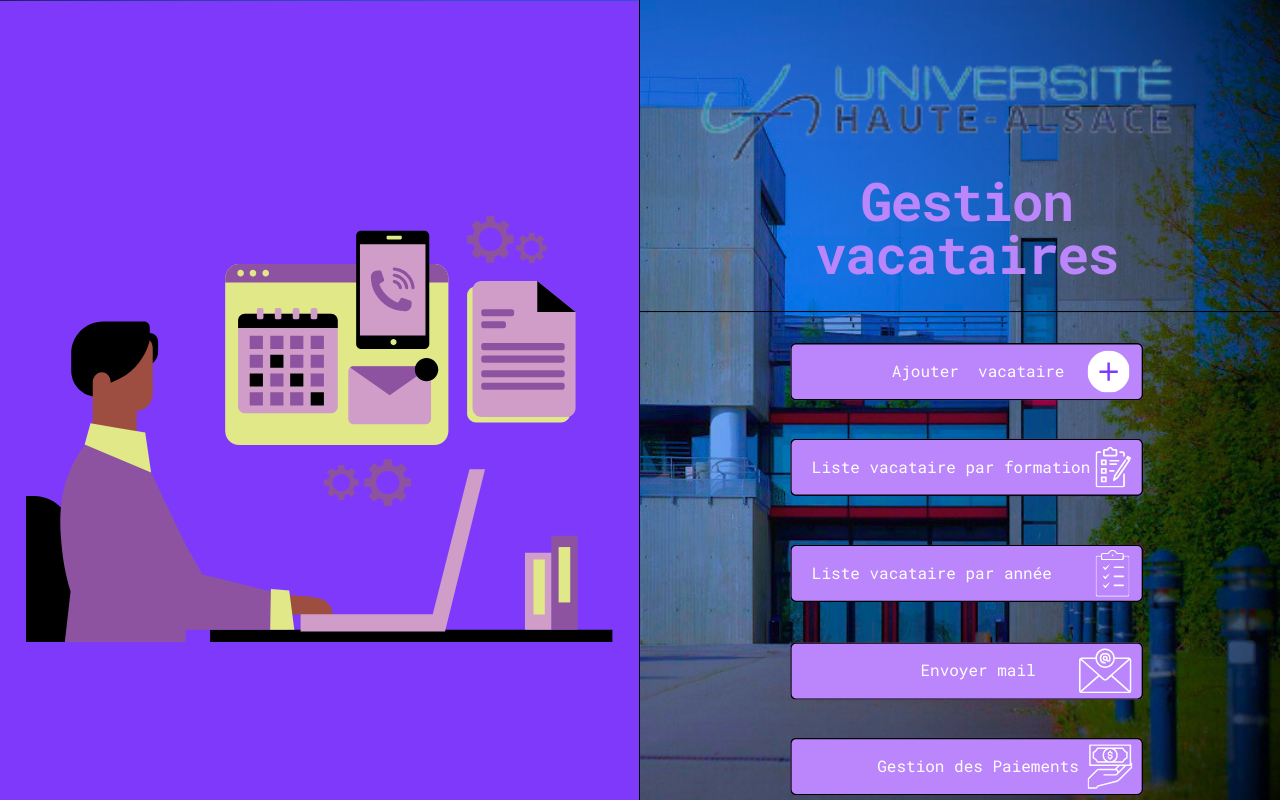 UNIVERSITÉ
HAUTE-ALSACE
Gestion
vacataires
Ajouter vacataire
Liste vacataire par formation
Liste vacataire par année
Envoyer mail
Gestion des Paiements